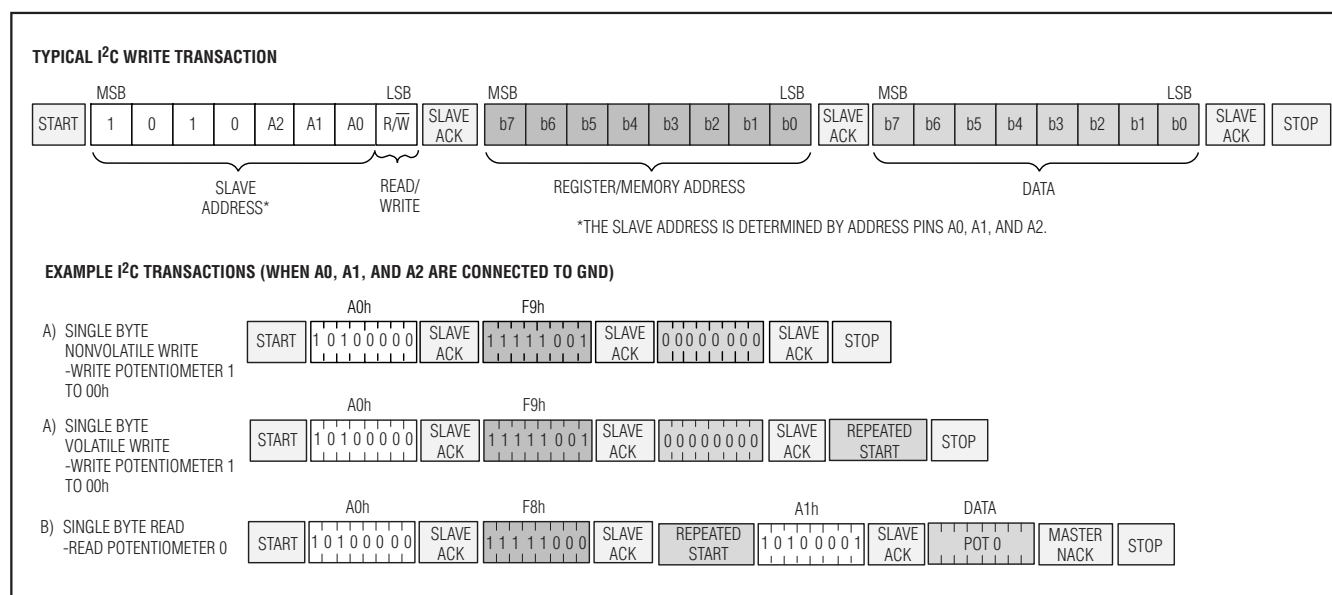 TYPICAL I2C WRITE TRANSACTION
MSB LSB MSB LSB MSB LSB
START 1 0 1 0 A2 A1 A0 R/W̅ SLAVE ACK b7 b6 b5 b4 b3 b2 b1 b0 SLAVE ACK b7 b6 b5 b4 b3 b2 b1 b0 SLAVE ACK STOP
SLAVE ADDRESS* READ/WRITE REGISTER/MEMORY ADDRESS DATA
*THE SLAVE ADDRESS IS DETERMINED BY ADDRESS PINS A0, A1, AND A2.
EXAMPLE I2C TRANSACTIONS (WHEN A0, A1, AND A2 ARE CONNECTED TO GND)
A0h F9h
A) SINGLE BYTE
NONVOLATILE WRITE
-WRITE POTENTIOMETER 1
TO 00h
START 1 0 1 0 0 0 0 0 SLAVE ACK 1 1 1 1 1 0 0 1 SLAVE ACK 0 0 0 0 0 0 0 0 SLAVE ACK STOP
A0h F9h
A) SINGLE BYTE
VOLATILE WRITE
-WRITE POTENTIOMETER 1
TO 00h
START 1 0 1 0 0 0 0 0 SLAVE ACK 1 1 1 1 1 0 0 1 SLAVE ACK 0 0 0 0 0 0 0 0 SLAVE ACK REPEATED START STOP
A0h F8h A1h DATA
B) SINGLE BYTE READ
-READ POTENTIOMETER 0
START 1 0 1 0 0 0 0 0 SLAVE ACK 1 1 1 1 1 0 0 0 SLAVE ACK REPEATED START 1 0 1 0 0 0 0 1 SLAVE ACK POT 0 MASTER NACK STOP